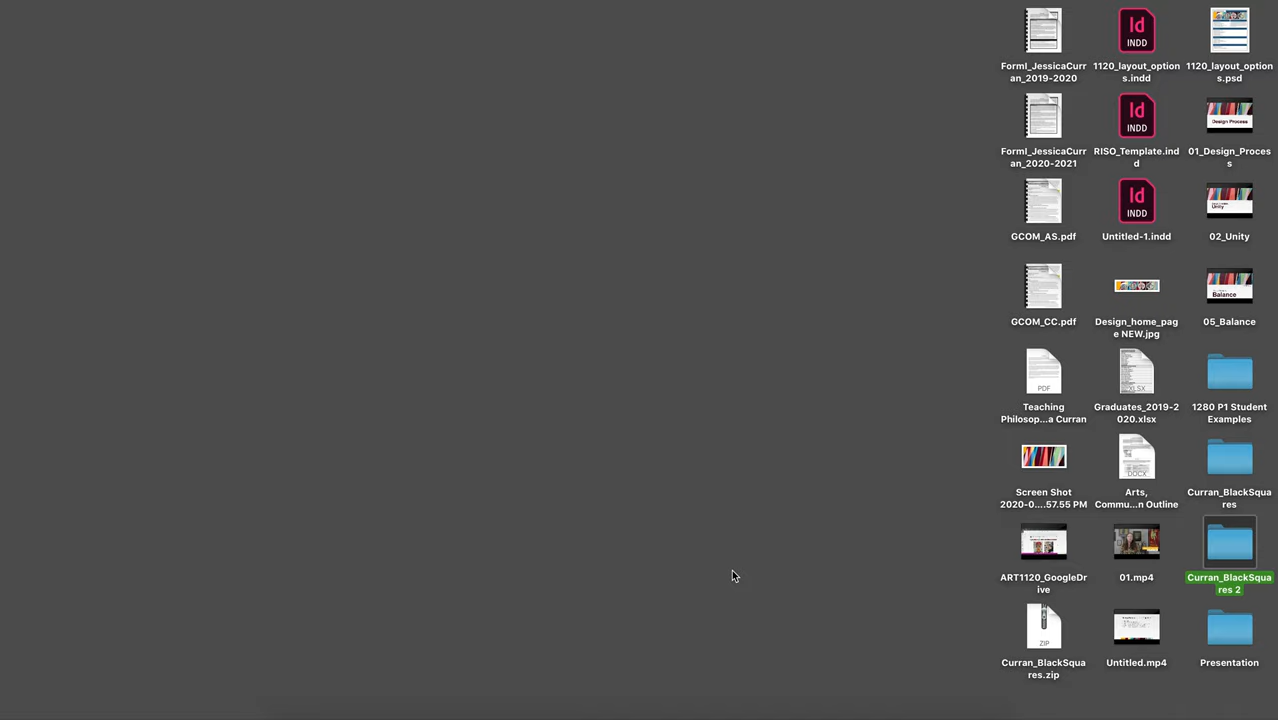 FormI_JessicaCurr
an_2019-2020
Id
INDD
1120_layout_option
s.indd
1120_layout_option
s.psd
FormI_JessicaCurr
an_2020-2021
Id
INDD
RISO_Template.ind
d
Design Process
01_Design_Proces
s
GCOM_AS.pdf
Id
INDD
Untitled-1.indd
Unity
02_Unity
GCOM_CC.pdf
Design_home_pag
e NEW.jpg
Balance
05_Balance
PDF
Teaching
Philosop...a Curran
XLSX
Graduates_2019-2
020.xlsx
1280 P1 Student
Examples
Screen Shot
2020-0....57.55 PM
DOCX
Arts,
Commu...n Outline
Curran_BlackSqua
res
ART1120_GoogleDr
ive
01.mp4
Curran_BlackSqua
res 2
ZIP
Curran_BlackSqua
res.zip
Untitled.mp4
Presentation